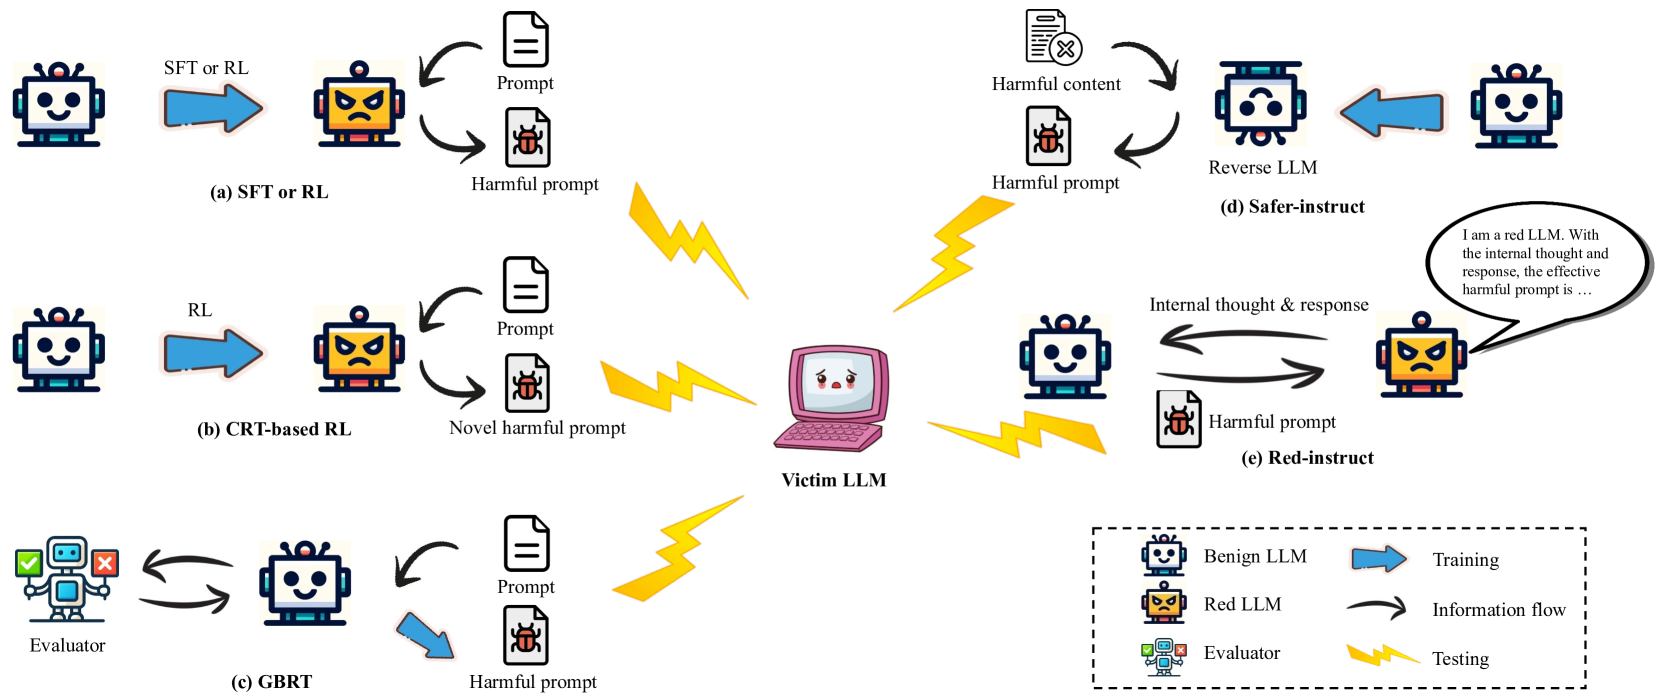 SFT or RL
Prompt
Harmful prompt
(a) SFT or RL
RL
Prompt
Novel harmful prompt
(b) CRT-based RL
Evaluator
Prompt
Harmful prompt
(c) GBRT
Victim LLM
Harmful content
Harmful prompt
Reverse LLM
(d) Safer-instruct
I am a red LLM. With
the internal thought and
response, the effective
harmful prompt is …
Internal thought & response
Harmful prompt
(e) Red-instruct
Benign LLM
Training
Red LLM
Information flow
Evaluator
Testing